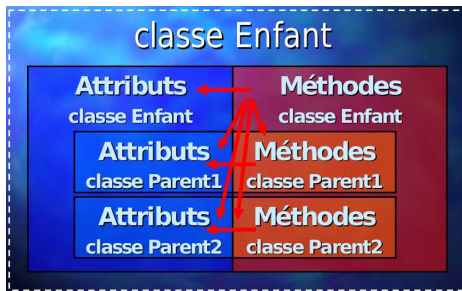 classe Enfant
Attributs Méthodes
classe Enfant classe Enfant
Attributs Méthodes
classe Parent1 classe Parent1
Attributs Méthodes
classe Parent2 classe Parent2